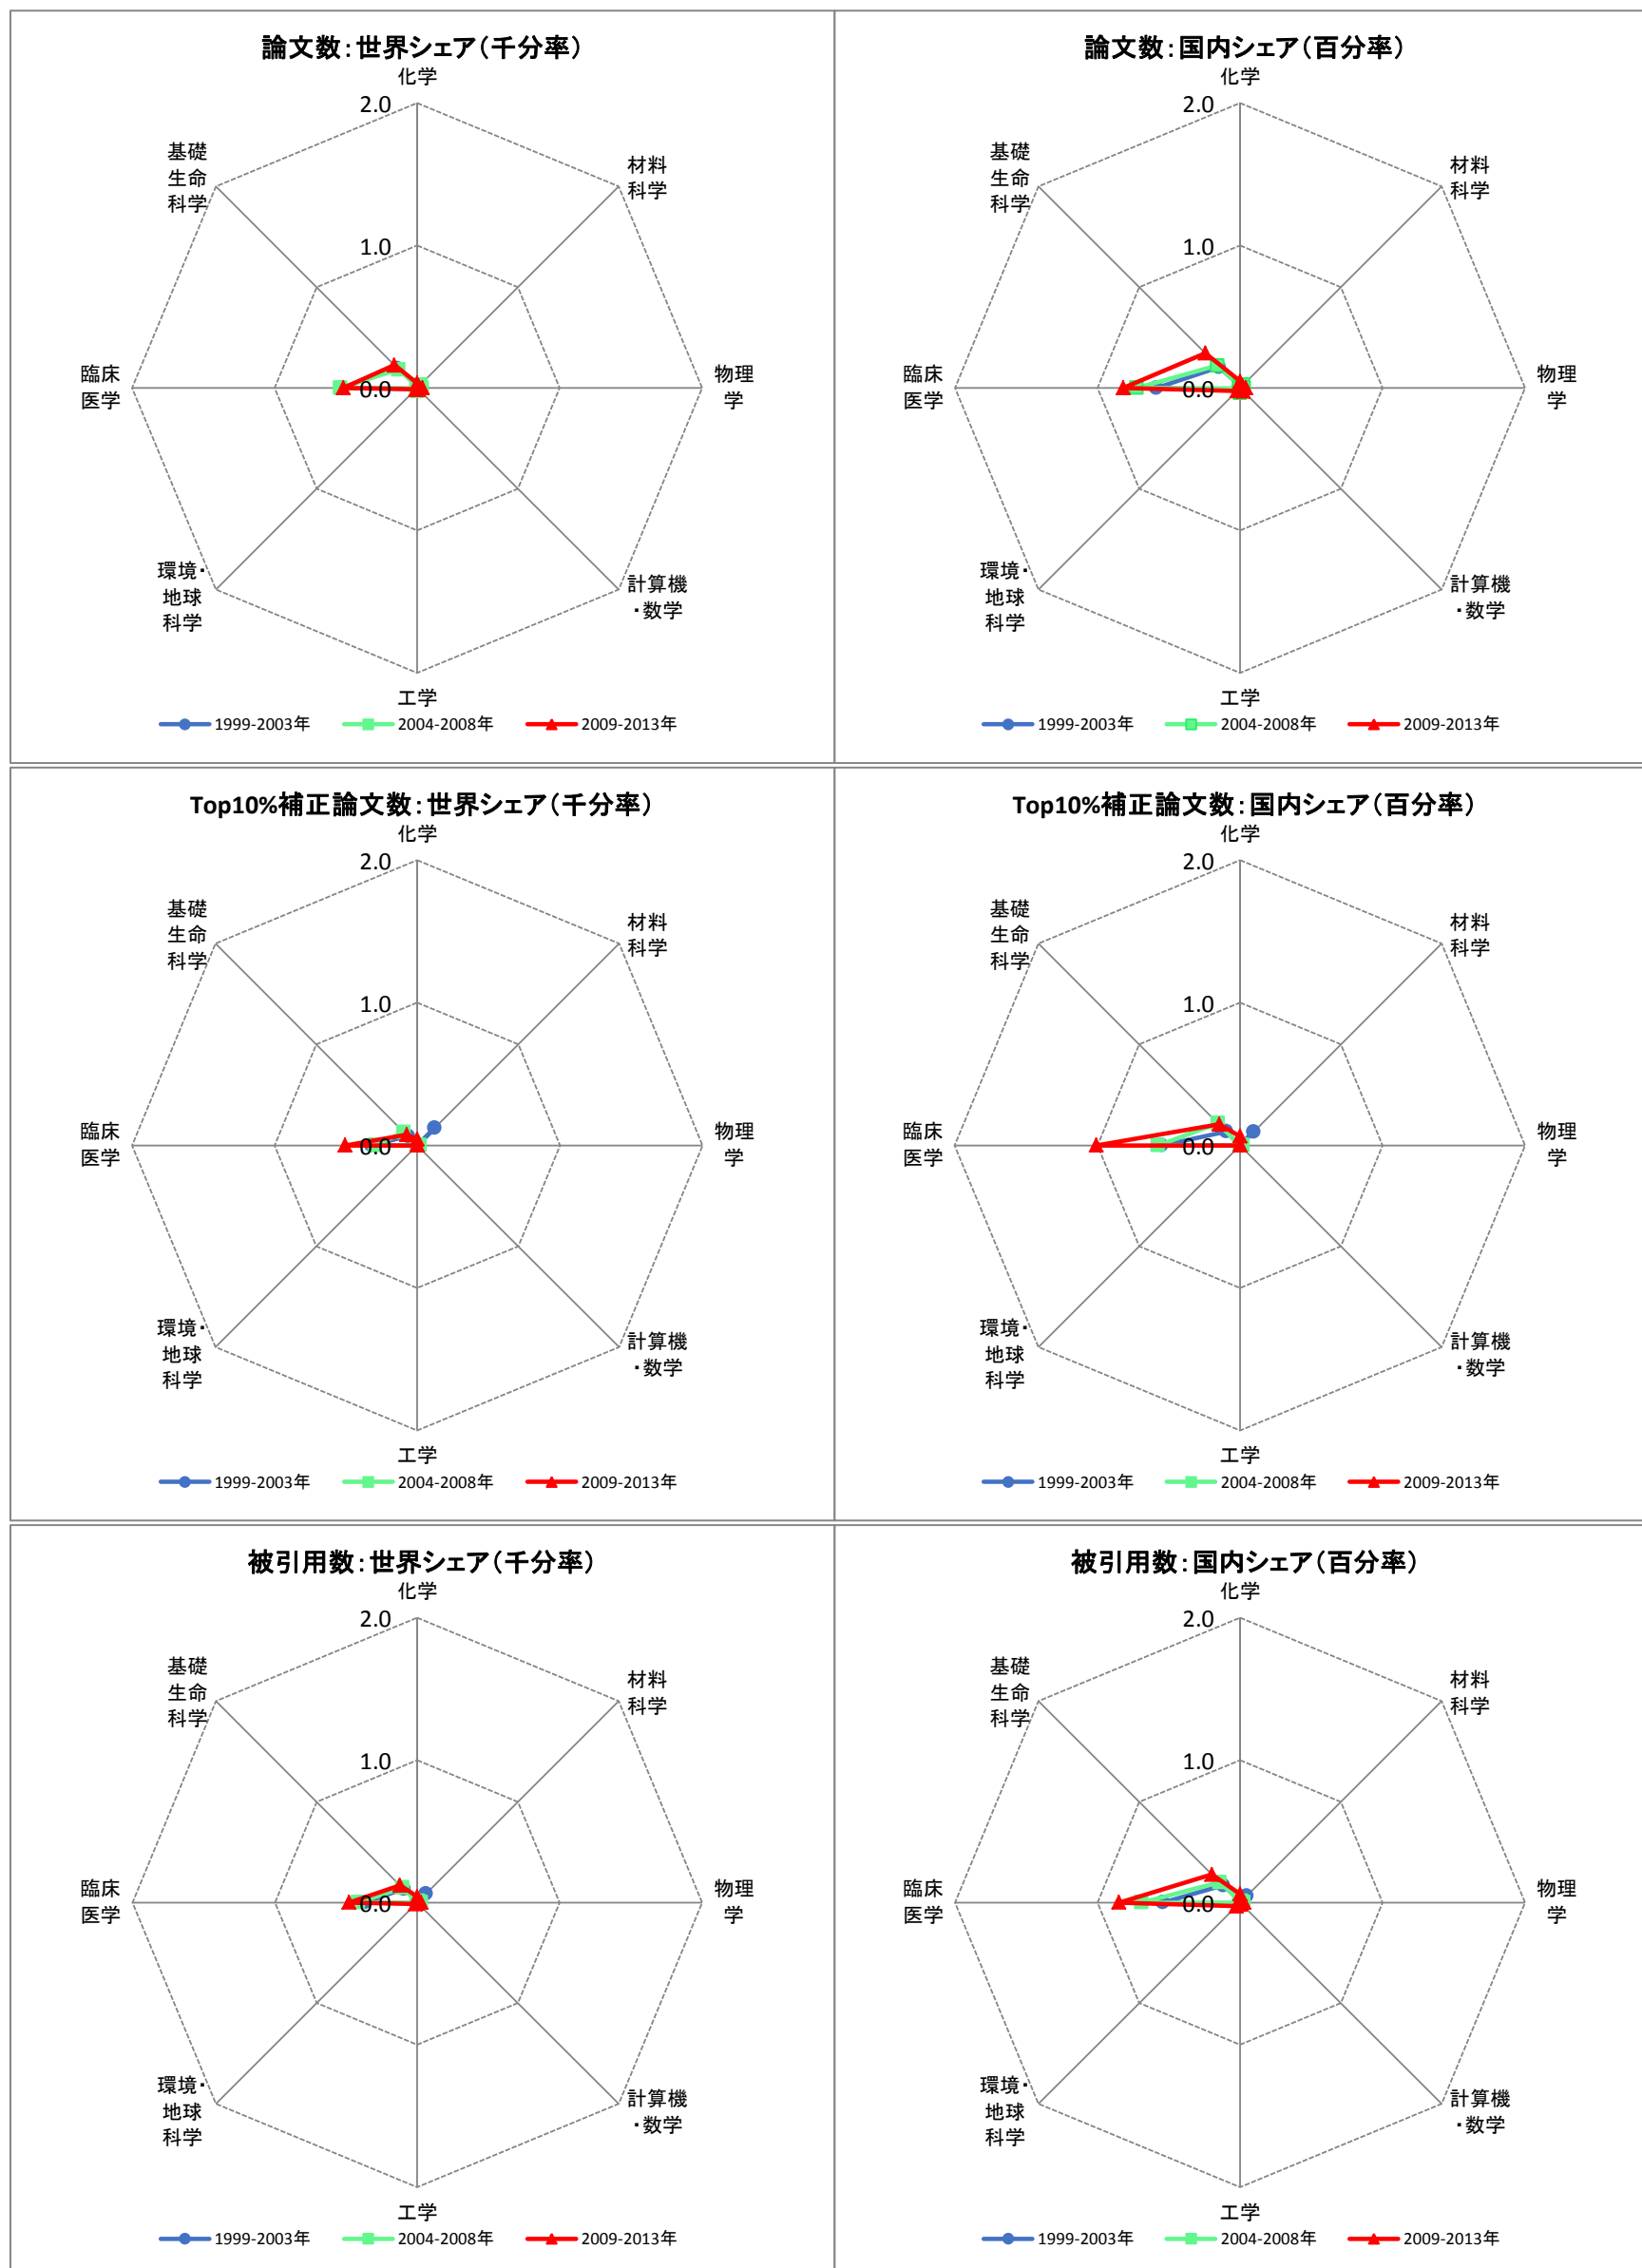 論文数：世界シェア（千分率）
化学
2.0
1.0
0.0
材料
科学
物理
学
計算機
・数学
工学
環境・
地球
科学
臨床
医学
基礎
生命
科学
1999-2003年 2004-2008年 2009-2013年
論文数：国内シェア（百分率）
化学
2.0
1.0
0.0
材料
科学
物理
学
計算機
・数学
工学
環境・
地球
科学
臨床
医学
基礎
生命
科学
1999-2003年 2004-2008年 2009-2013年
Top10%補正論文数：世界シェア（千分率）
化学
2.0
1.0
0.0
材料
科学
物理
学
計算機
・数学
工学
環境・
地球
科学
臨床
医学
基礎
生命
科学
1999-2003年 2004-2008年 2009-2013年
Top10%補正論文数：国内シェア（百分率）
化学
2.0
1.0
0.0
材料
科学
物理
学
計算機
・数学
工学
環境・
地球
科学
臨床
医学
基礎
生命
科学
1999-2003年 2004-2008年 2009-2013年
被引用数：世界シェア（千分率）
化学
2.0
1.0
0.0
材料
科学
物理
学
計算機
・数学
工学
環境・
地球
科学
臨床
医学
基礎
生命
科学
1999-2003年 2004-2008年 2009-2013年
被引用数：国内シェア（百分率）
化学
2.0
1.0
0.0
材料
科学
物理
学
計算機
・数学
工学
環境・
地球
科学
臨床
医学
基礎
生命
科学
1999-2003年 2004-2008年 2009-2013年